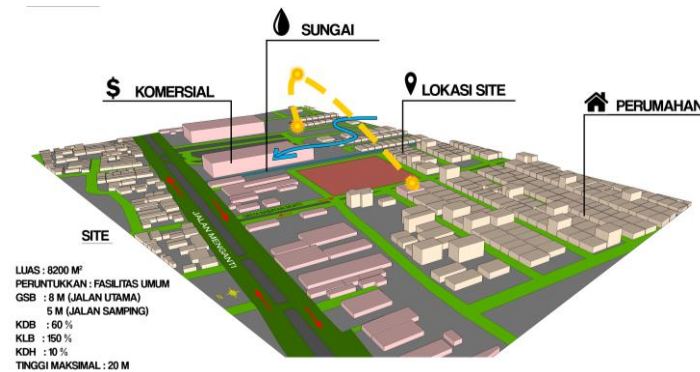 SUNGAI
$ KOMERSIAL
LOKASI SITE
PERUMAHAN
JALAN MENGANTI
SITE
LUAS : 8200 M²
PERUNTUKKAN : FASILITAS UMUM
GSB : 8 M (JALAN UTAMA)
5 M (JALAN SAMPING)
KDB : 60 %
KLB : 150 %
KDH : 10 %
TINGGI MAKSIMAL : 20 M